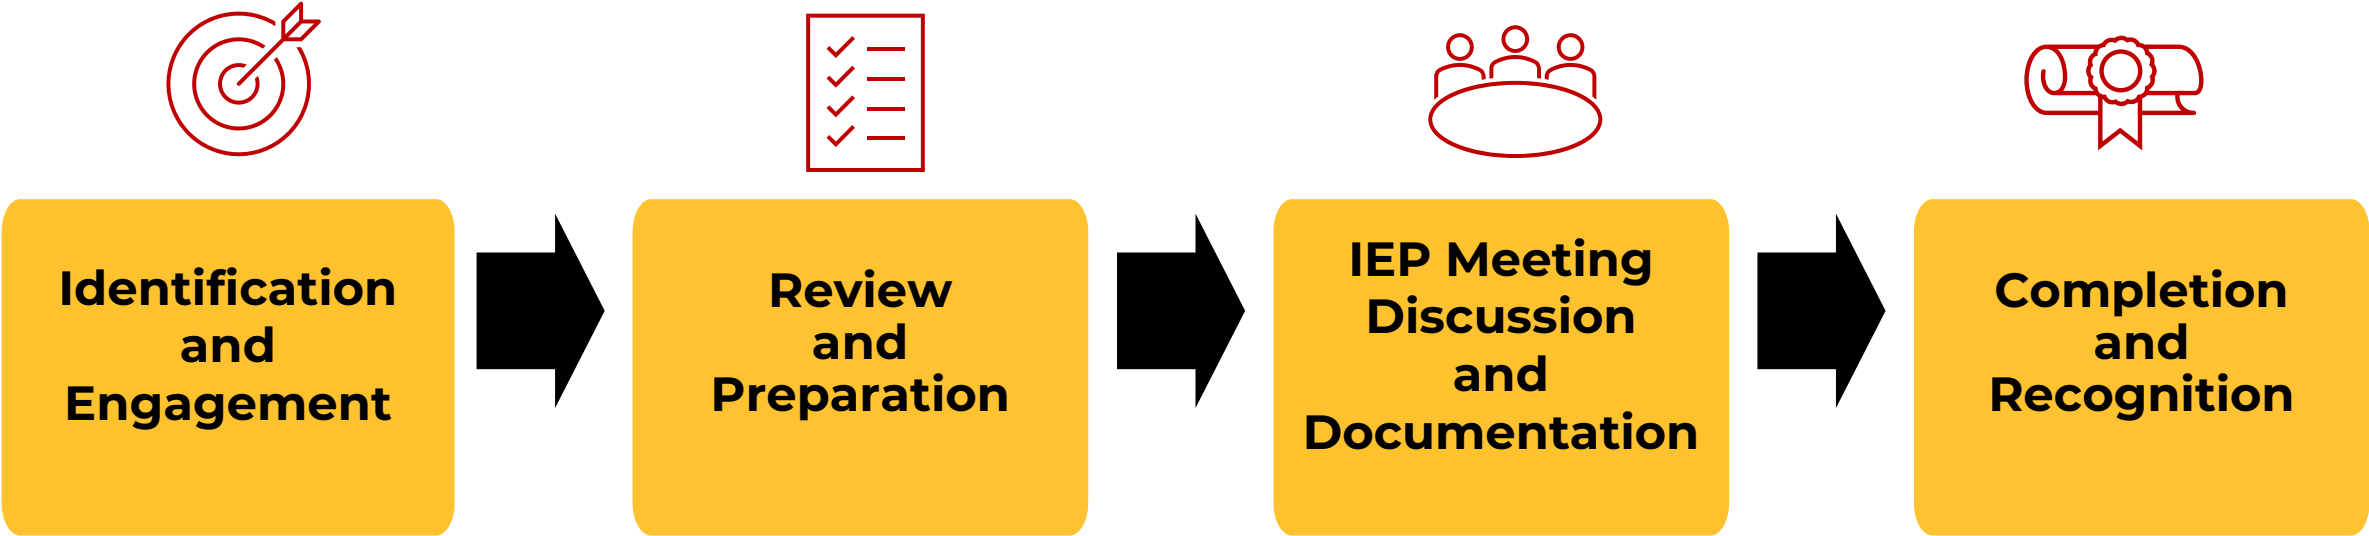 Identification
and
Engagement
Review
and
Preparation
IEP Meeting
Discussion
and
Documentation
Completion
and
Recognition